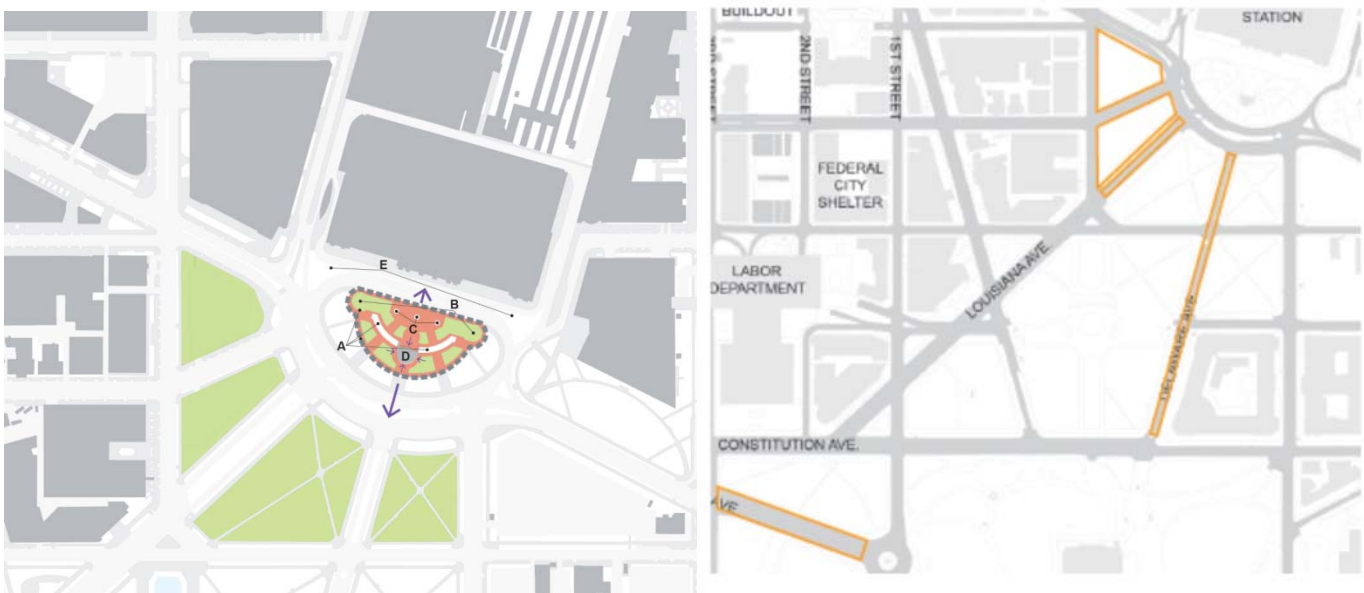 E
B
C
A
D
BUILDOUT
STATION
2ND STREET
1ST STREET
FEDERAL
CITY
SHELTER
LABOR
DEPARTMENT
LOUISIANA AVE.
DELAWARE AVE
CONSTITUTION AVE.
AVE